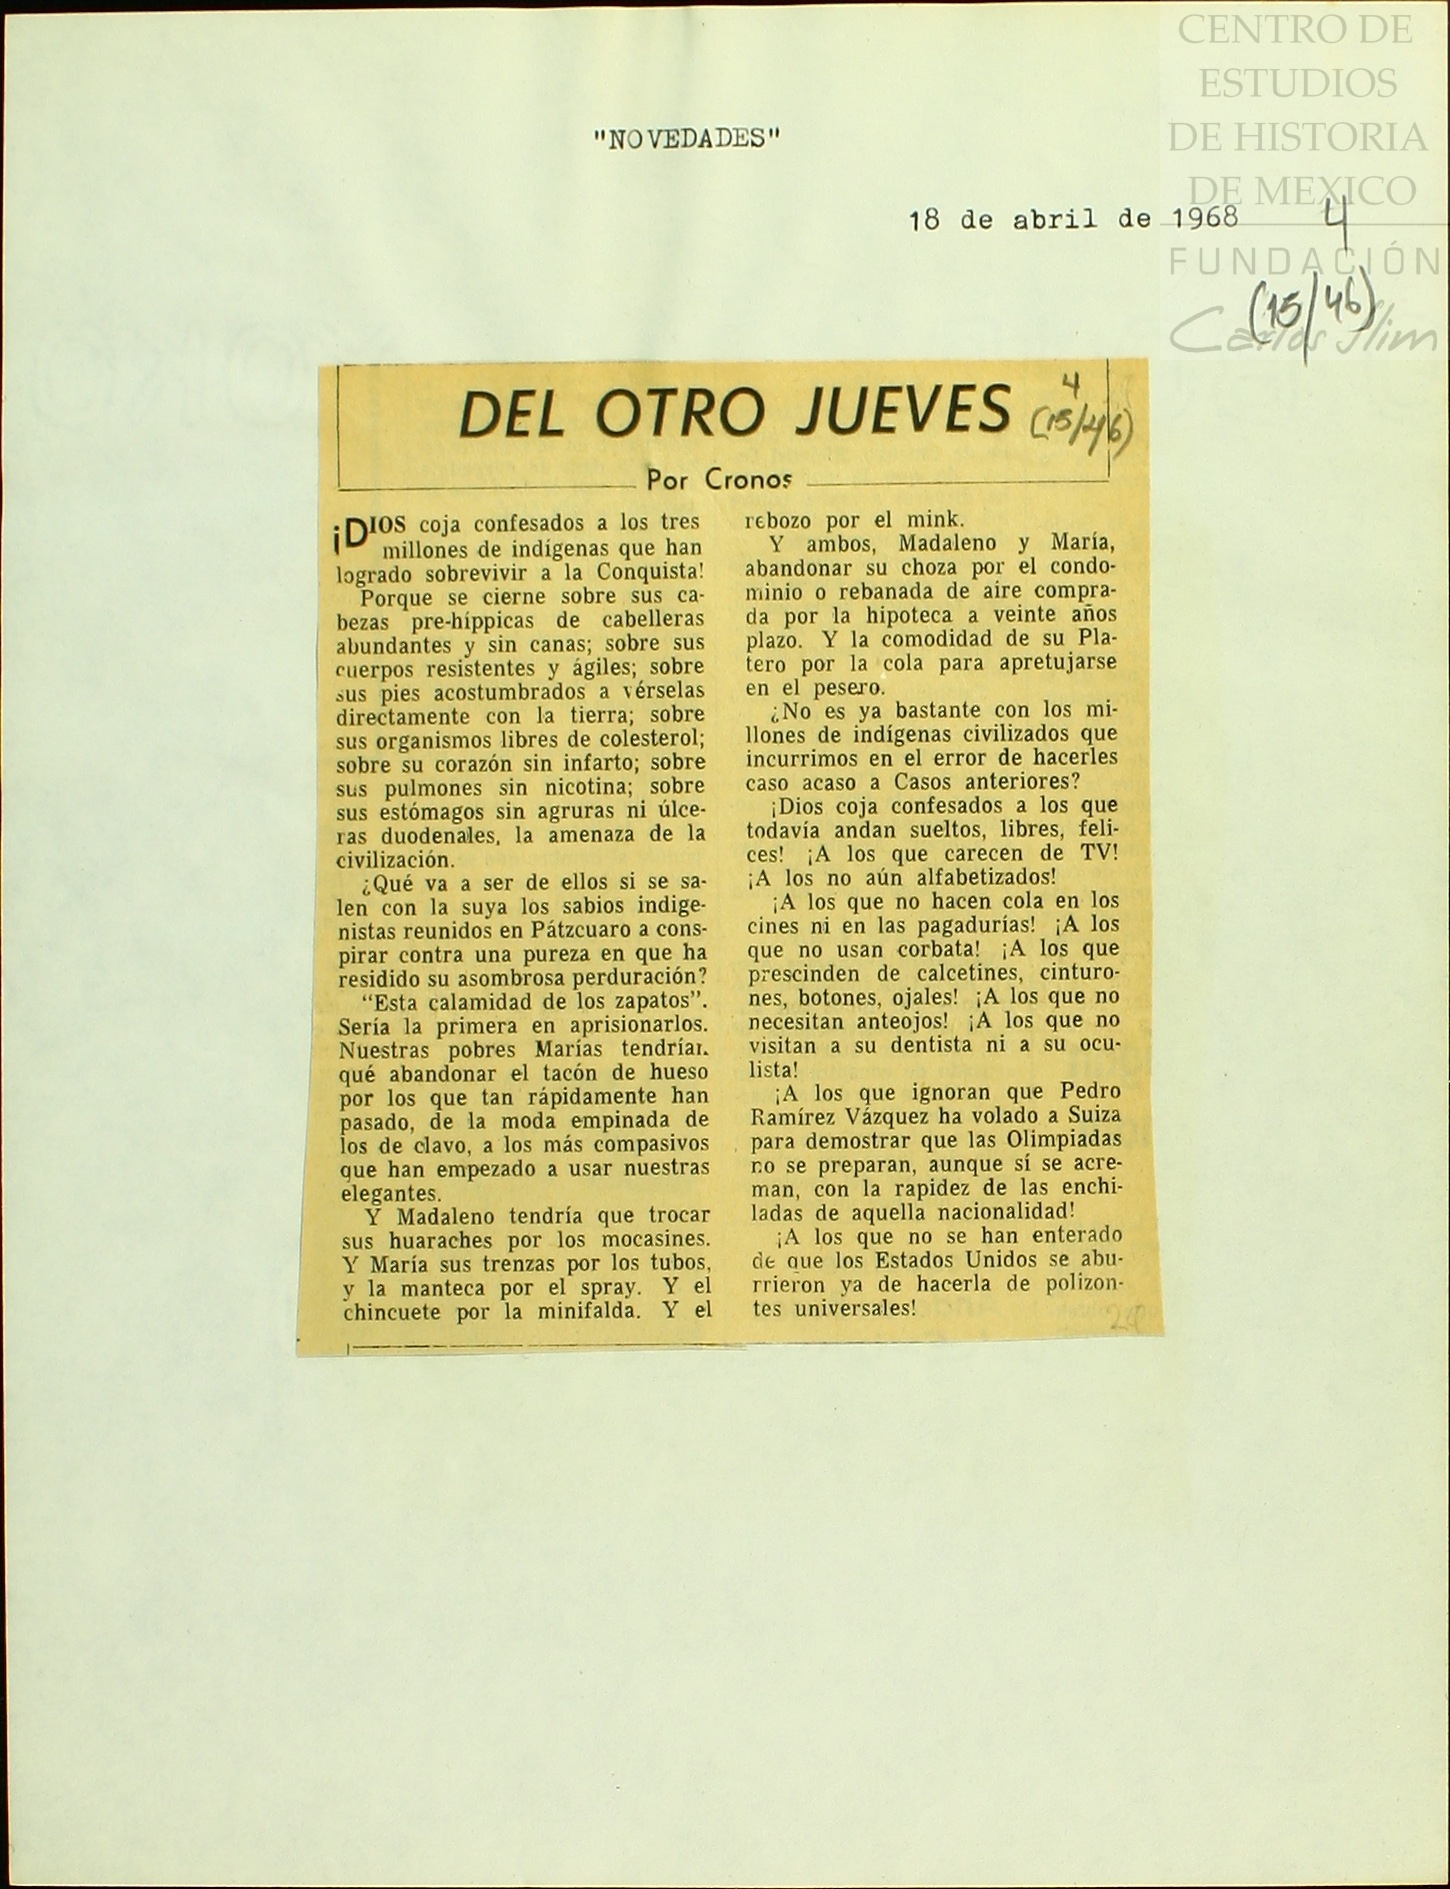 CENTRO DE
ESTUDIOS
DE HISTORIA
DE MEXICO
FUNDACIÓN
Carlos Slim
"NOVEDADES"
18 de abril de 1968
4
(15/46)
DEL OTRO JUEVES
4
(15/46)
Por Cronos
¡DIOS coja confesados a los tres
millones de indígenas que han
logrado sobrevivir a la Conquista!
Porque se cierne sobre sus ca-
bezas pre-híppicas de cabelleras
abundantes y sin canas; sobre sus
cuerpos resistentes y ágiles; sobre
sus pies acostumbrados a vérselas
directamente con la tierra; sobre
sus organismos libres de colesterol;
sobre su corazón sin infarto; sobre
sus pulmones sin nicotina; sobre
sus estómagos sin agruras ni úlce-
ras duodenales, la amenaza de la
civilización.
¿Qué va a ser de ellos si se sa-
len con la suya los sabios indige-
nistas reunidos en Pátzcuaro a cons-
pirar contra una pureza en que ha
residido su asombrosa perduración?
"Esta calamidad de los zapatos".
Sería la primera en aprisionarlos.
Nuestras pobres Marías tendrían
qué abandonar el tacón de hueso
por los que tan rápidamente han
pasado, de la moda empinada de
los de clavo, a los más compasivos
que han empezado a usar nuestras
elegantes.
Y Madaleno tendría que trocar
sus huaraches por los mocasines.
Y María sus trenzas por los tubos,
y la manteca por el spray. Y el
chincuete por la minifalda. Y el
rebozo por el mink.
Y ambos, Madaleno y María,
abandonar su choza por el condo-
minio o rebanada de aire compra-
da por la hipoteca a veinte años
plazo. Y la comodidad de su Pla-
tero por la cola para apretujarse
en el pesero.
¿No es ya bastante con los mi-
llones de indígenas civilizados que
incurrimos en el error de hacerles
caso acaso a Casos anteriores?
¡Dios coja confesados a los que
todavía andan sueltos, libres, feli-
ces! ¡A los que carecen de TV!
¡A los no aún alfabetizados!
¡A los que no hacen cola en los
cines ni en las pagadurías! ¡A los
que no usan corbata! ¡A los que
prescinden de calcetines, cinturo-
nes, botones, ojales! ¡A los que no
necesitan anteojos! ¡A los que no
visitan a su dentista ni a su ocu-
lista!
¡A los que ignoran que Pedro
Ramírez Vázquez ha volado a Suiza
para demostrar que las Olimpiadas
no se preparan, aunque sí se acre-
man, con la rapidez de las enchi-
ladas de aquella nacionalidad!
¡A los que no se han enterado
de que los Estados Unidos se abu-
rrieron ya de hacerla de polizon-
tes universales!